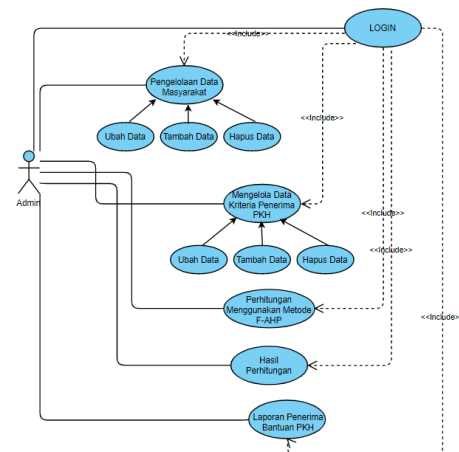 LOGIN
<<Include>>
Pengelolaan Data
Masyarakat
<<Include>>
Ubah Data
Tambah Data
Hapus Data
Admin
Mengelola Data
Kriteria Penerima
PKH
<<Include>>
<<Include>>
Ubah Data
Tambah Data
Hapus Data
Perhitungan
Menggunakan Metode
F-AHP
<<Include>>
Hasil
Perhitungan
Laporan Penerima
Bantuan PKH